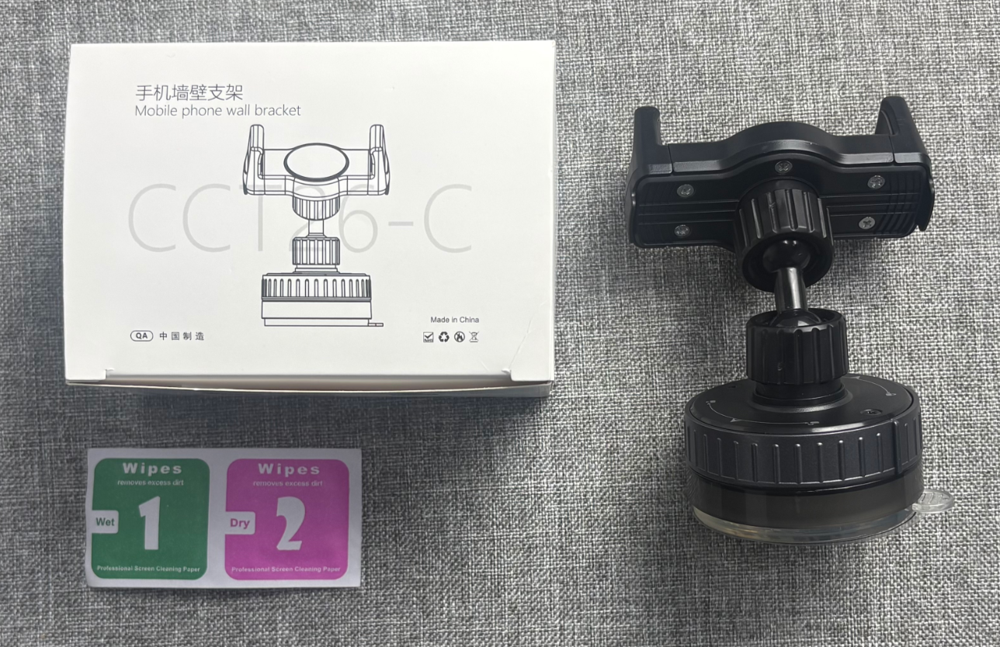 手机墙壁支架
Mobile phone wall bracket
CCT26-C
Made in China
QA 中国制造
Wipes
removes excess dirt
Wet
1
Professional Screen Cleaning Paper
Wipes
removes excess dirt
Dry
2
Professional Screen Cleaning Paper